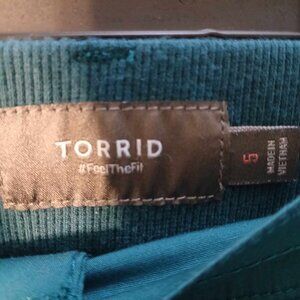 TORRID
#FeelTheFit
5
MADE IN
VIETNAM